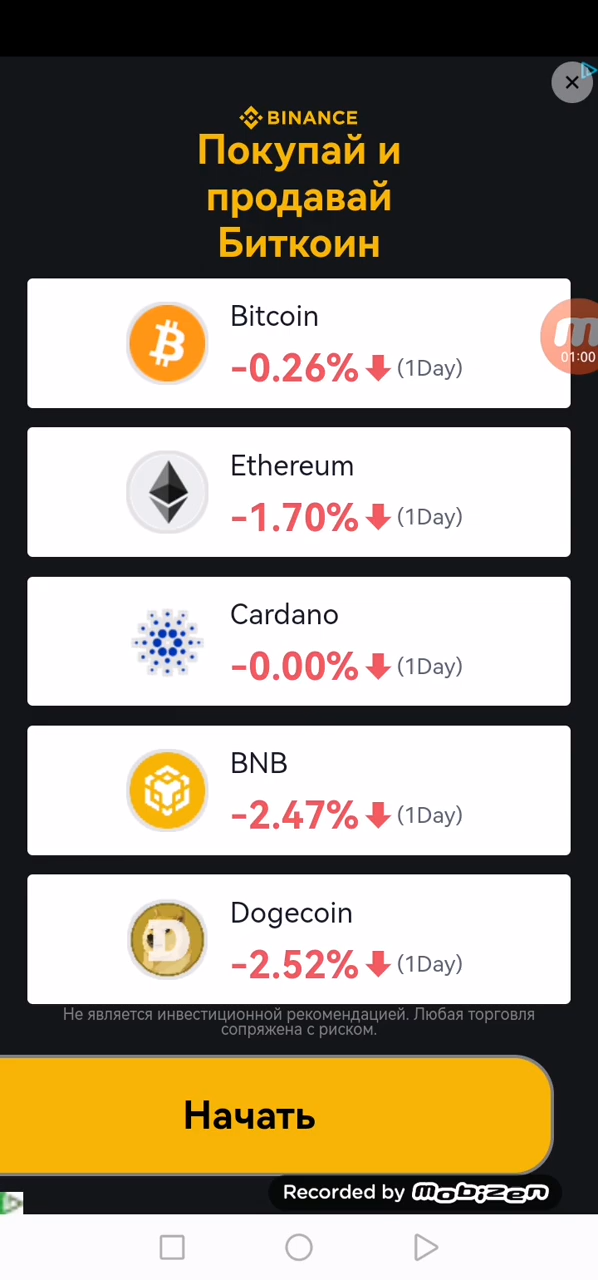 BINANCE
Покупай и
продавай
Биткоин
Bitcoin
-0.26% (1Day)
01:00
Ethereum
-1.70% (1Day)
Cardano
-0.00% (1Day)
BNB
-2.47% (1Day)
Dogecoin
-2.52% (1Day)
Не является инвестиционной рекомендацией. Любая торговля
сопряжена с риском.
Начать
Recorded by mobizen